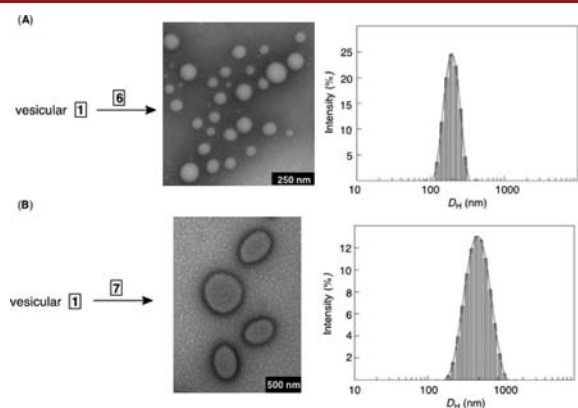 (A)
vesicular 1 6
250 nm
Intensity (%)
25
20
15
10
5
10 100 1000
D_H (nm)
(B)
vesicular 1 7
500 nm
Intensity (%)
12
10
8
6
4
2
10 100 1000
D_H (nm)